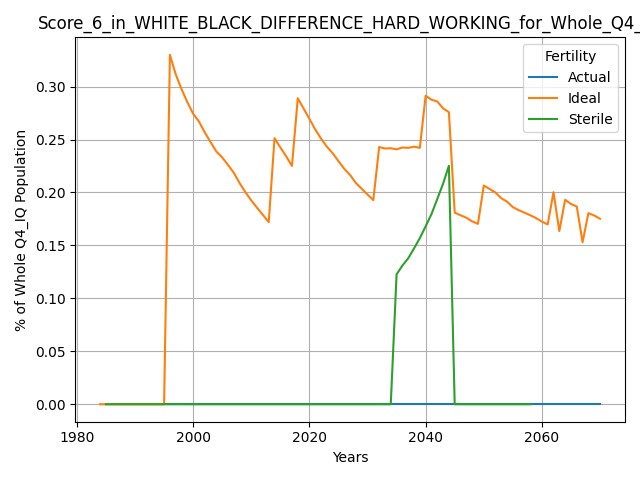 Score_6_in_WHITE_BLACK_DIFFERENCE_HARD_WORKING_for_Whole_Q4_
Fertility
Actual
Ideal
Sterile
% of Whole Q4_IQ Population
0.30
0.25
0.20
0.15
0.10
0.05
0.00
1980
2000
2020
2040
2060
Years